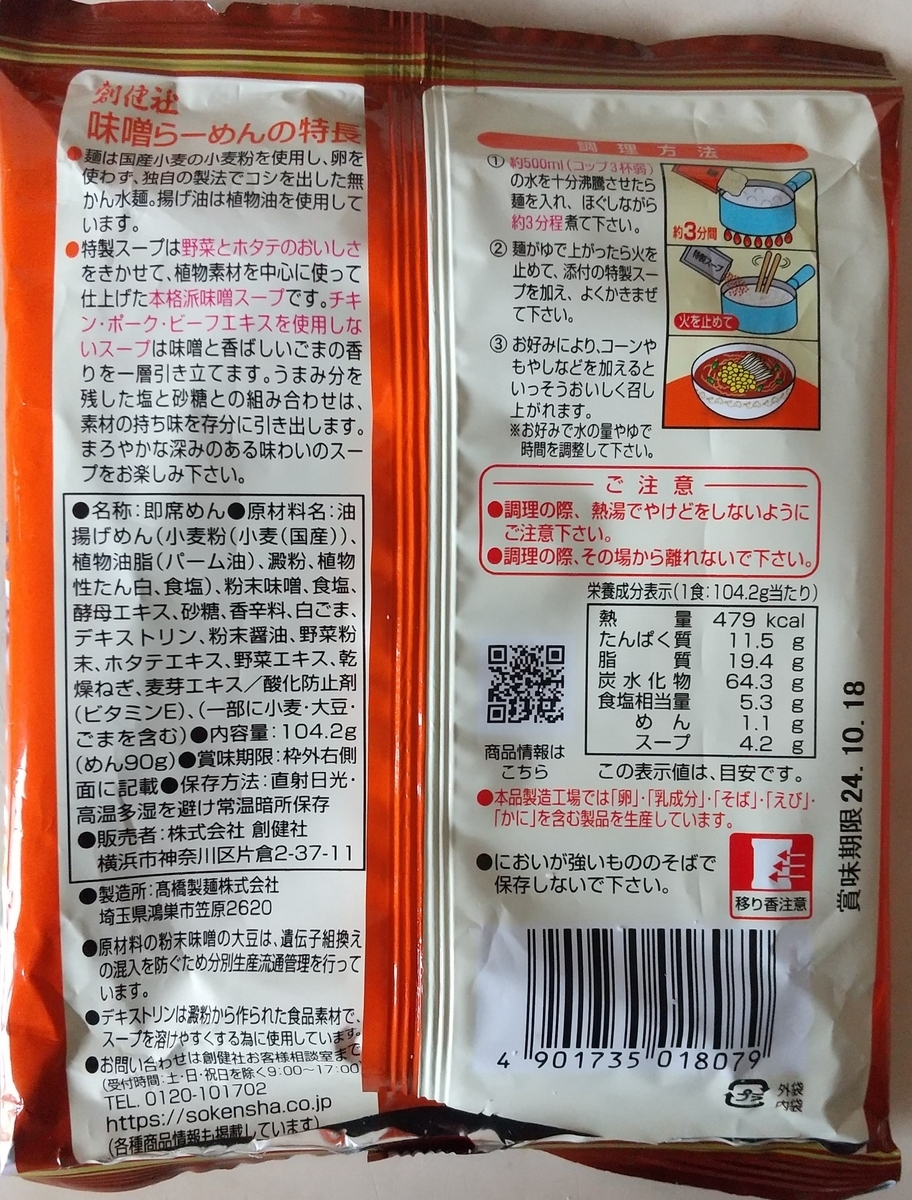 創健社
味噌らーめんの特長
●麺は国産小麦の小麦粉を使用し、卵を
使わず、独自の製法でコシを出した無
かん水麺。揚げ油は植物油を使用して
います。
●特製スープは野菜とホタテのおいしさ
をきかせて、植物素材を中心に使って
仕上げた本格派味噌スープです。チキ
ン・ポーク・ビーフエキスを使用しな
いスープは味噌と香ばしいごまの香
りを一層引き立てます。うまみ分を
残した塩と砂糖との組み合わせは、
素材の持ち味を存分に引き出します。
まろやかな深みのある味わいのスー
プをお楽しみ下さい。
●名称：即席めん●原材料名：油
揚げめん（小麦粉（小麦（国産））、
植物油脂（パーム油）、澱粉、植物
性たん白、食塩）、粉末味噌、食塩、
酵母エキス、砂糖、香辛料、白ごま、
デキストリン、粉末醤油、野菜粉
末、ホタテエキス、野菜エキス、乾
燥ねぎ、麦芽エキス／酸化防止剤
（ビタミンE）、（一部に小麦・大豆・
ごまを含む）●内容量：104.2g
（めん90g）●賞味期限：枠外右側
面に記載●保存方法：直射日光・
高温多湿を避け常温暗所保存
●販売者：株式会社 創健社
横浜市神奈川区片倉2-37-11
●製造所：髙橋製麺株式会社
埼玉県鴻巣市笠原2620
●原材料の粉末味噌の大豆は、遺伝子組換え
の混入を防ぐため分別生産流通管理を行って
います。
●デキストリンは澱粉から作られた食品素材で、
スープを溶けやすくする為に使用しています。
●お問い合わせは創健社お客様相談室まで
（受付時間：土・日・祝日を除く9:00〜17:00）
TEL. 0120-101702
https://sokensha.co.jp
（各種商品情報も掲載しています）
調理方法
① 約500ml（コップ3杯弱）
の水を十分沸騰させたら
麺を入れ、ほぐしながら
約3分程煮て下さい。
約3分間
② 麺がゆで上がったら火を
止めて、添付の特製スー
プを加え、よくかきまぜ
て下さい。
特製スープ
火を止めて
③ お好みにより、コーンや
もやしなどを加えると
いっそうおいしく召し
上がれます。
※お好みで水の量やゆで
時間を調整して下さい。
ご注意
●調理の際、熱湯でやけどをしないように
ご注意下さい。
●調理の際、その場から離れないで下さい。
栄養成分表示（1食：104.2g当たり）
熱量 479 kcal
たんぱく質 11.5 g
脂質 19.4 g
炭水化物 64.3 g
食塩相当量 5.3 g
めん 1.1 g
スープ 4.2 g
この表示値は、目安です。
商品情報は
こちら
●本品製造工場では「卵」・「乳成分」・「そば」・「えび」・
「かに」を含む製品を生産しています。
●においが強いもののそばで
保存しないで下さい。
移り香注意
賞味期限 24. 10. 18
4 901735 018079
プラ
外袋
内袋